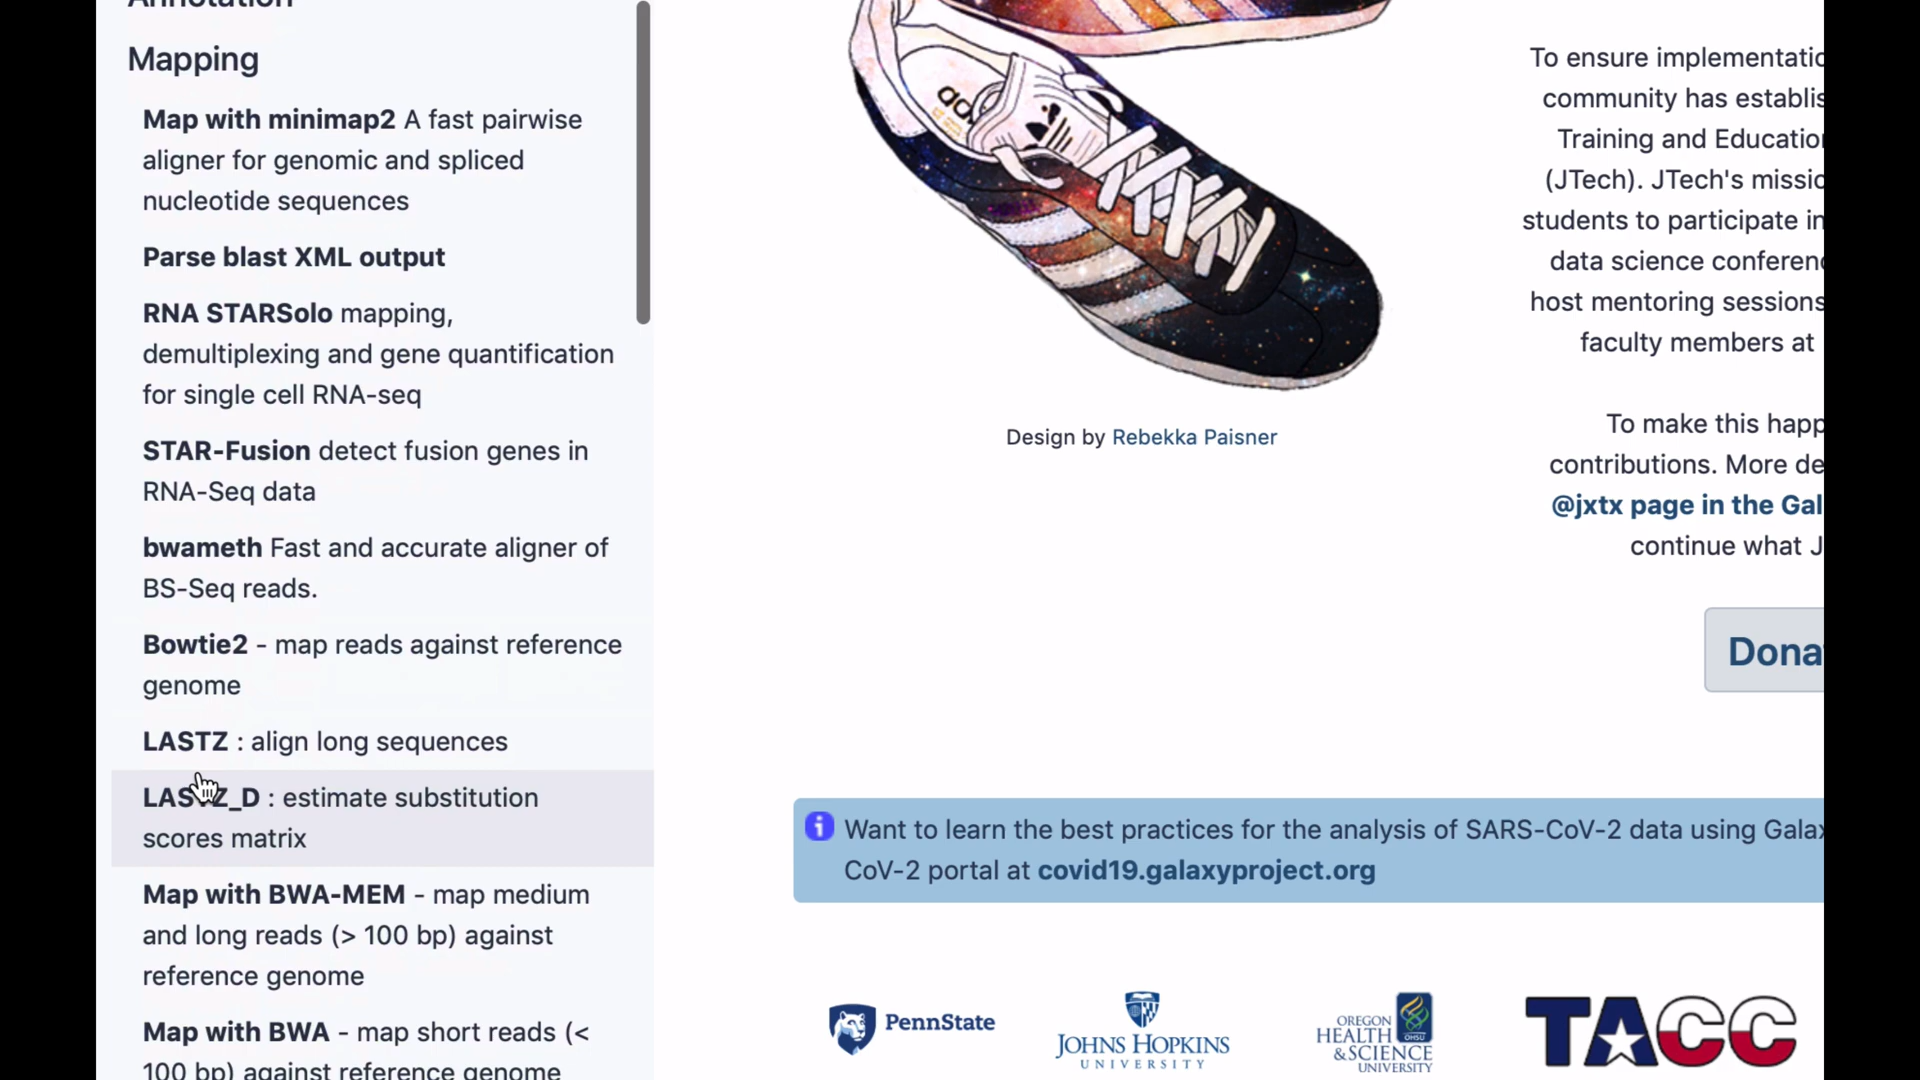 Annotation
Mapping
Map with minimap2 A fast pairwise
aligner for genomic and spliced
nucleotide sequences
Parse blast XML output
RNA STARSolo mapping,
demultiplexing and gene quantification
for single cell RNA-seq
STAR-Fusion detect fusion genes in
RNA-Seq data
bwameth Fast and accurate aligner of
BS-Seq reads.
Bowtie2 - map reads against reference
genome
LASTZ : align long sequences
LASTZ_D : estimate substitution
scores matrix
Map with BWA-MEM - map medium
and long reads (> 100 bp) against
reference genome
Map with BWA - map short reads (<
100 bp) against reference genome
Design by Rebekka Paisner
To ensure implementatio
community has establis
Training and Education
(JTech). JTech's missio
students to participate in
data science conferenc
host mentoring sessions
faculty members at
To make this happ
contributions. More de
@jxtx page in the Gal
continue what J
Dona
Want to learn the best practices for the analysis of SARS-CoV-2 data using Galax
CoV-2 portal at covid19.galaxyproject.org
PennState
JOHNS HOPKINS
UNIVERSITY
OREGON
HEALTH
& SCIENCE
UNIVERSITY
OHSU
TACC